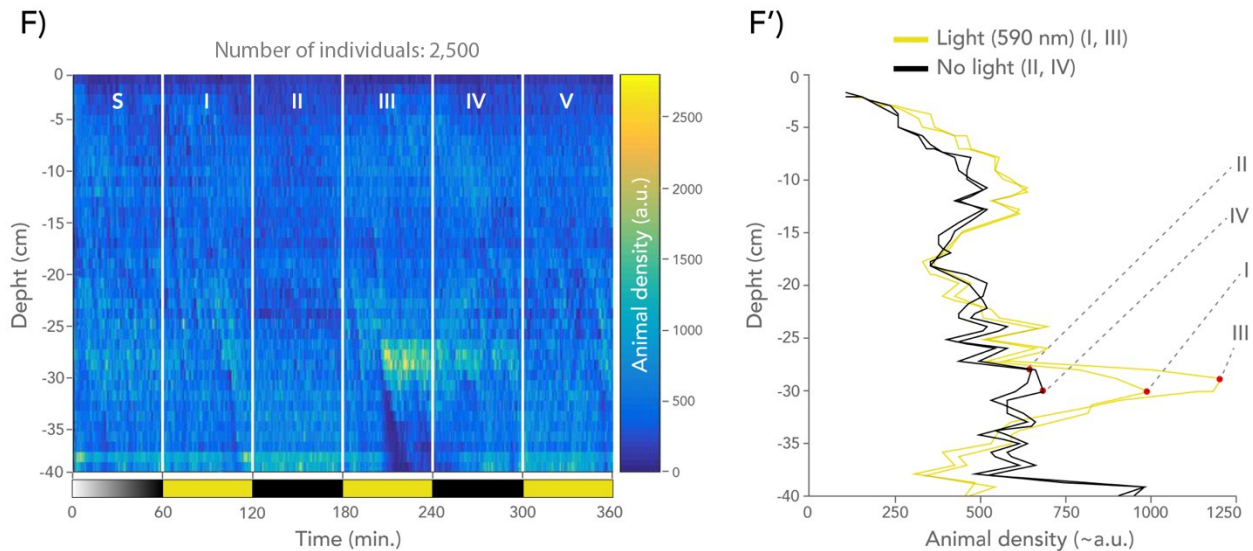 F)
Number of individuals: 2,500
0
-5
-10
-15
-20
-25
-30
-35
-40
Depht (cm)
S I II III IV V
0 60 120 180 240 300 360
Time (min.)
2500
2000
1500
1000
500
0
Animal density (a.u.)
F')
Light (590 nm) (I, III)
No light (II, IV)
0
-5
-10
-15
-20
-25
-30
-35
-40
Depht (cm)
II
IV
I
III
0 250 500 750 1000 1250
Animal density (~a.u.)